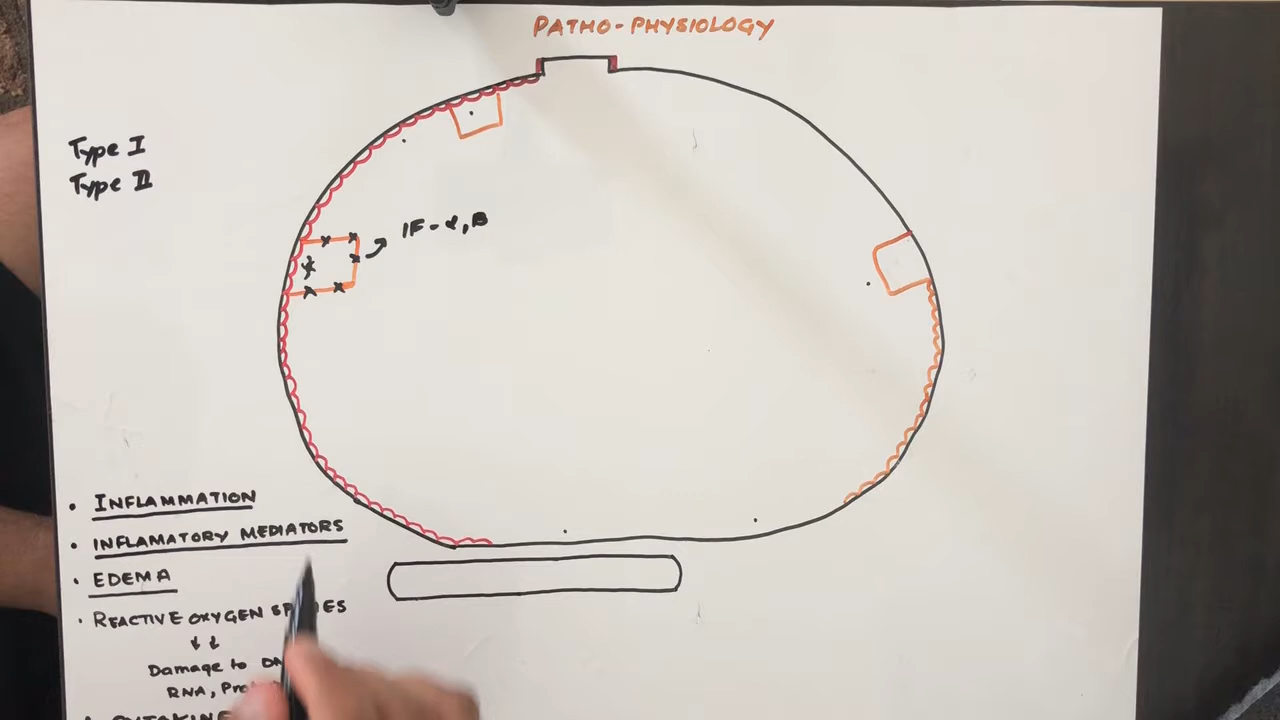 PATHO-PHYSIOLOGY
Type I
Type II
IF-α,B
• INFLAMMATION
• INFLAMATORY MEDIATORS
• EDEMA
• REACTIVE OXYGEN
↓ ↓
Damage to
RNA,